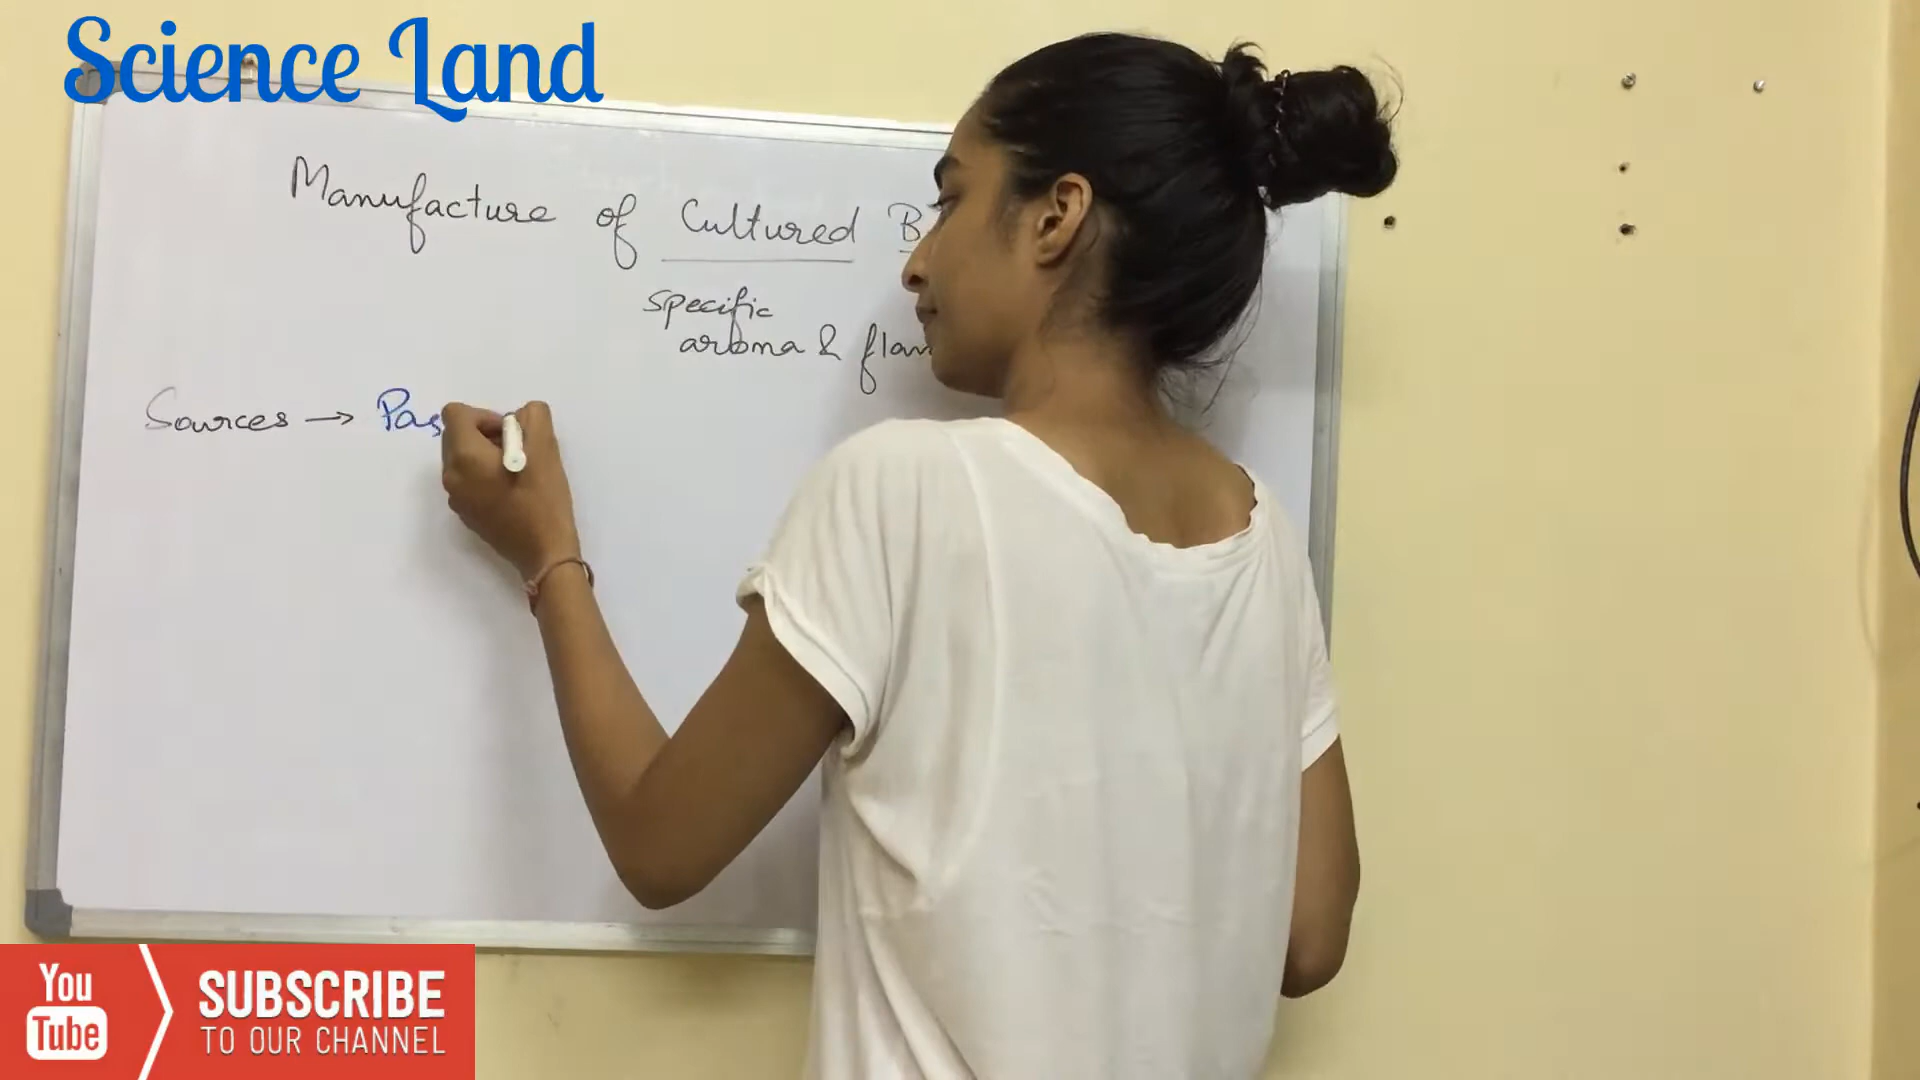 Science Land
Manufacture of Cultured B
specific
aroma & flav
Sources → Pas
You
Tube
SUBSCRIBE
TO OUR CHANNEL